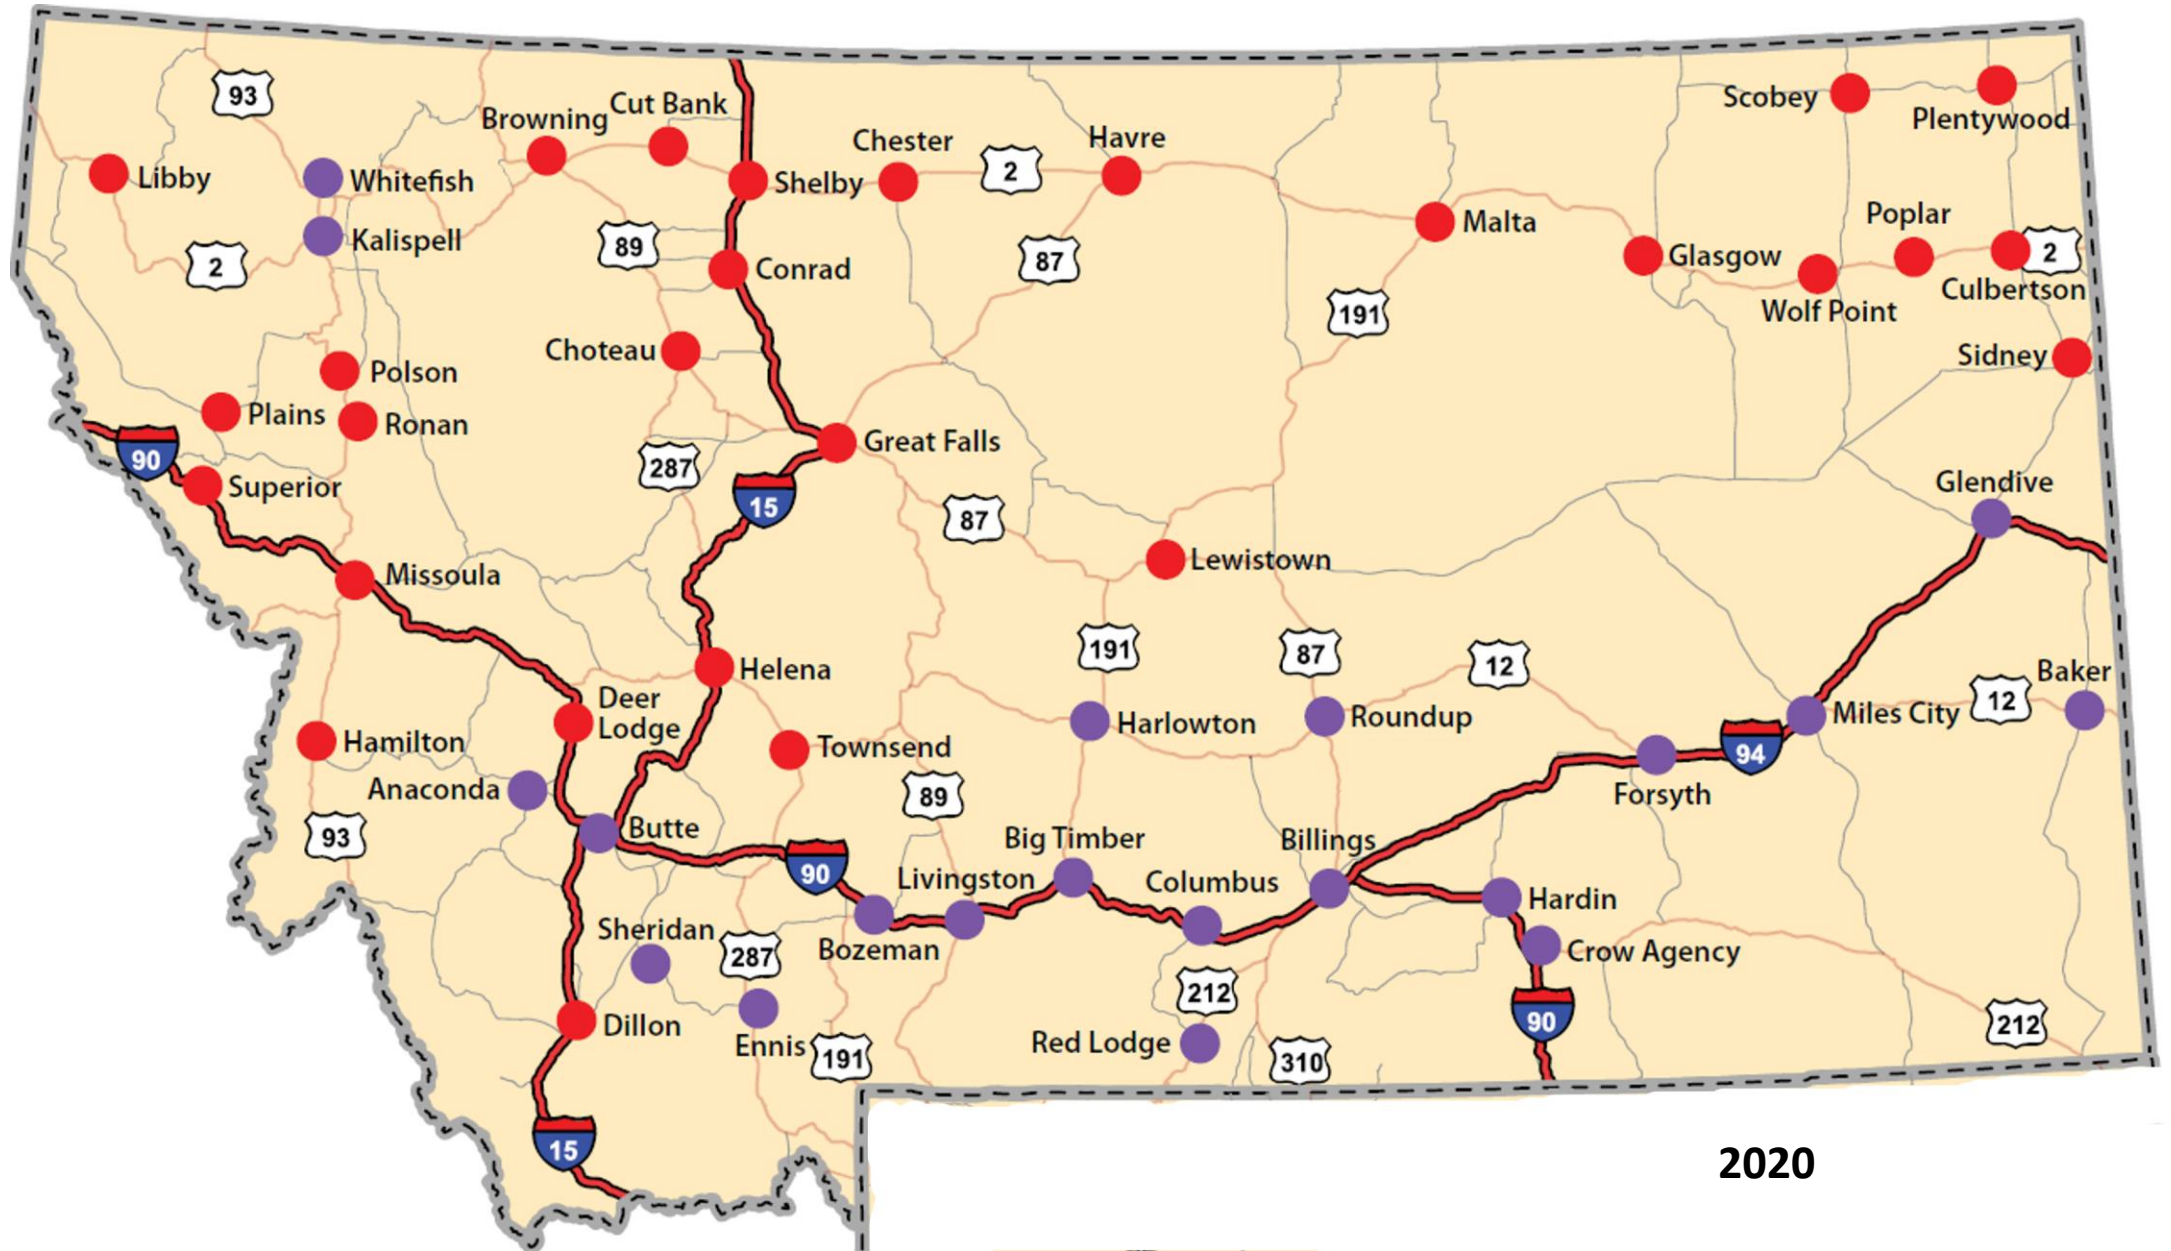 93
Browning
Cut Bank
Scobey
Plentywood
Libby
Whitefish
Shelby
Chester
2
Havre
Kalispell
2
89
Conrad
87
Malta
Glasgow
Poplar
2
Culbertson
Wolf Point
191
Choteau
Sidney
Polson
Plains
Ronan
90
Superior
287
15
Great Falls
87
Glendive
Missoula
Lewistown
Helena
191
87
12
Baker
12
Deer
Lodge
Hamilton
Townsend
Harlowton
Roundup
Miles City
94
Forsyth
Anaconda
89
93
Butte
90
Livingston
Big Timber
Columbus
Billings
Hardin
Sheridan
287
Bozeman
Crow Agency
212
90
212
Dillon
Ennis
191
Red Lodge
310
15
2020